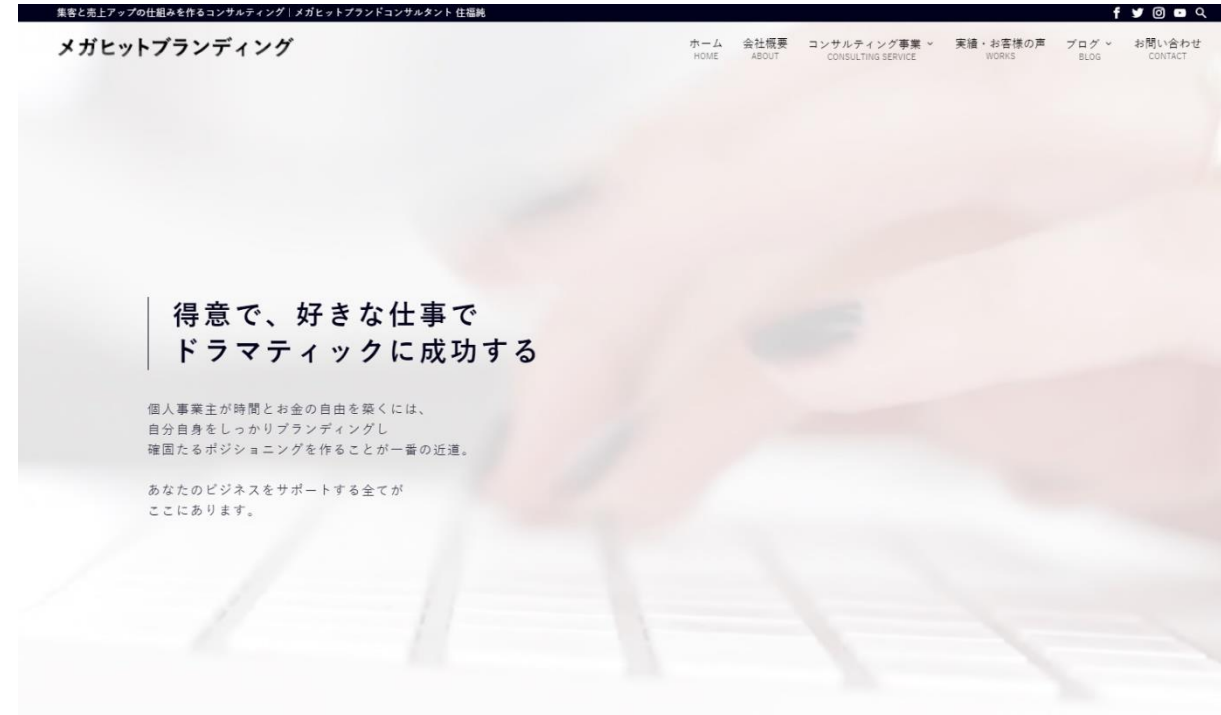 集客と売上アップの仕組みを作るコンサルティング｜メガヒットブランドコンサルタント 住福純
メガヒットブランディング
ホーム 会社概要 コンサルティング事業 実績・お客様の声 ブログ お問い合わせ
HOME ABOUT CONSULTING SERVICE WORKS BLOG CONTACT
得意で、好きな仕事で
ドラマティックに成功する
個人事業主が時間とお金の自由を築くには、
自分自身をしっかりブランディングし
確固たるポジショニングを作ることが一番の近道。
あなたのビジネスをサポートする全てが
ここにあります。